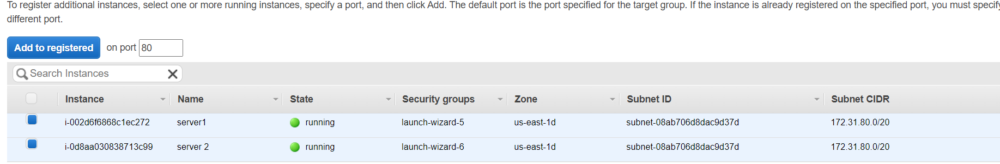 To register additional instances, select one or more running instances, specify a port, and then click Add. The default port is the port specified for the target group. If the instance is already registered on the specified port, you must specify
different port.
Add to registered on port 80
Search Instances
Instance Name State Security groups Zone Subnet ID Subnet CIDR
i-002d6f6868c1ec272 server1 running launch-wizard-5 us-east-1d subnet-08ab706d8dac9d37d 172.31.80.0/20
i-0d8aa030838713c99 server 2 running launch-wizard-6 us-east-1d subnet-08ab706d8dac9d37d 172.31.80.0/20